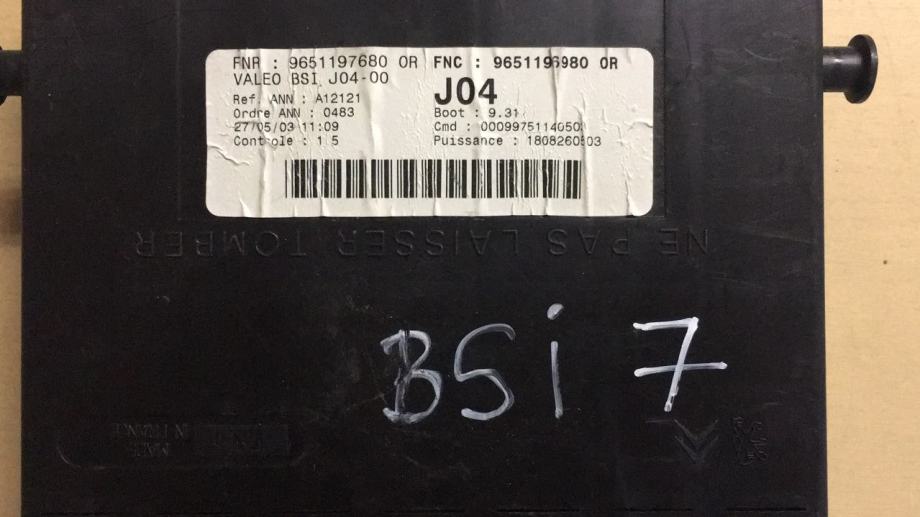 FNR : 9651197680 OR FNC : 9651196980 OR
VALEO BSI J04-00
J04
Ref. ANN : A12121
Ordre ANN : 0483
Boot : 9.31
27/05/03 11:09
Cmd : 00099751140503
Controle : 1.5
Puissance : 1808260503
NE PAS LAISSER TOMBER
BSi 7